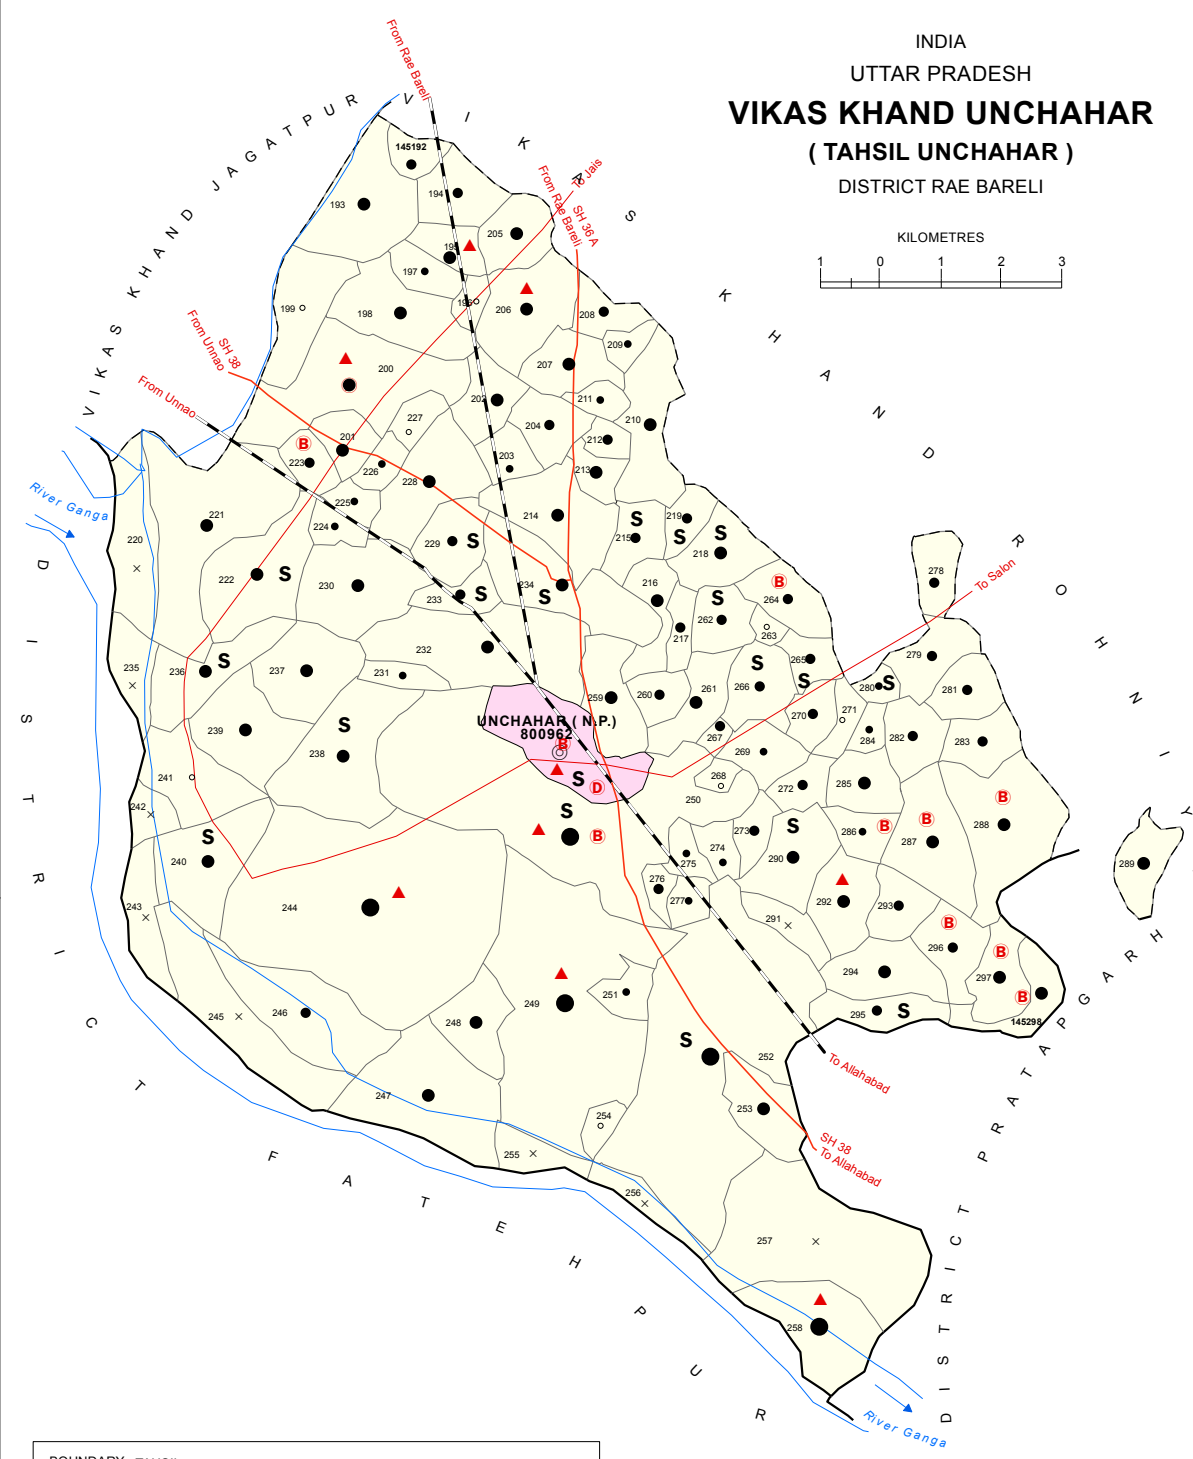 INDIA
UTTAR PRADESH
VIKAS KHAND UNCHAHAR
( TAHSIL UNCHAHAR )
DISTRICT RAE BARELI
KILOMETRES
1 0 1 2 3
VIKAS KHAND JAGATPUR
VIKAS KHAND ROHNIY
From Rae Bareli
To Jais
SH 36 A
From Rae Bareli
SH 38
From Unnao
From Unnao
River Ganga
To Salon
145192
193
194
195
205
197
196
199
198
206
208
209
200
207
202
211
210
227
204
212
201
203
213
B
223
226
228
225
224
221
214
S
219
215
S
S
218
220
229
S
222
S
230
233
S
234
S
216
S
262
B
264
263
217
278
232
235
236
S
237
231
259
260
261
S
266
265
S
280
S
279
281
271
270
267
284
282
283
239
S
238
UNCHAHAR ( N.P.)
800962
B
S
D
269
268
250
272
285
241
242
S
240
S
B
273
S
290
286
B
B
287
B
288
274
275
276
277
289
243
244
291
292
293
B
296
B
297
B
145298
294
295
S
245
246
248
249
251
S
252
247
253
254
255
256
257
258
To Allahabad
SH 38
To Allahabad
DISTRICT FATEHPUR
DISTRICT PRATAPGARH
River Ganga